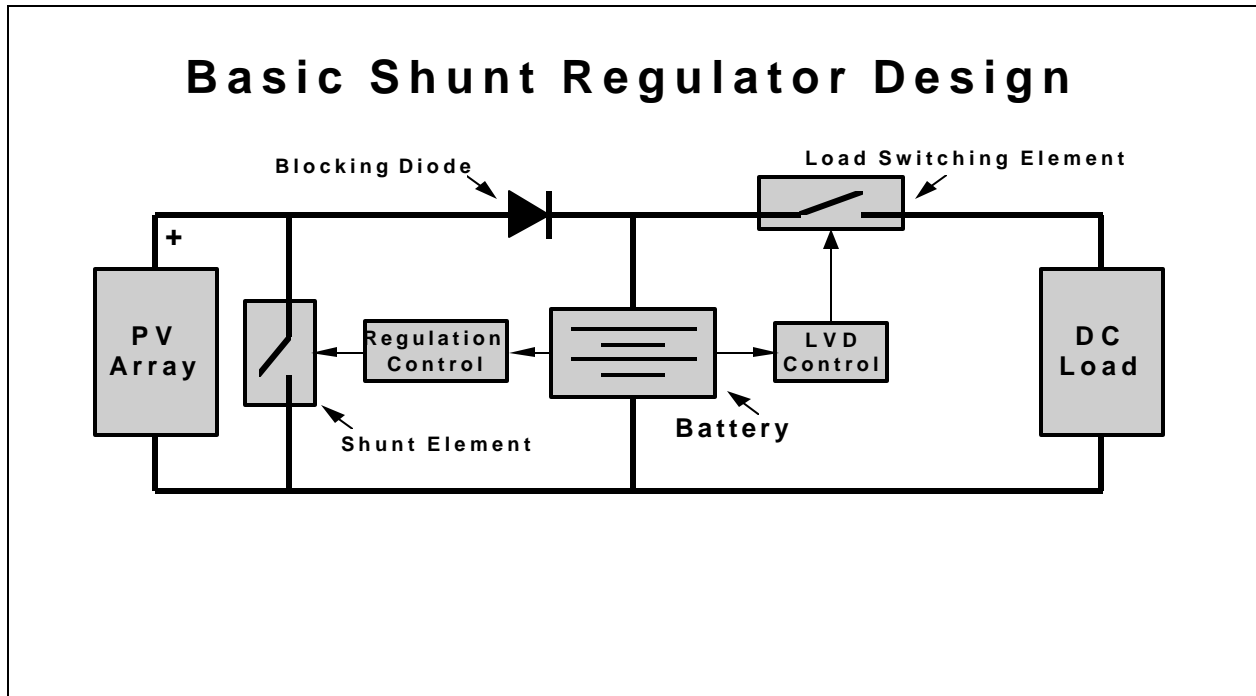 Basic Shunt Regulator Design
Blocking Diode
Load Switching Element
+
PV
Array
Regulation
Control
LVD
Control
DC
Load
Battery
Shunt Element